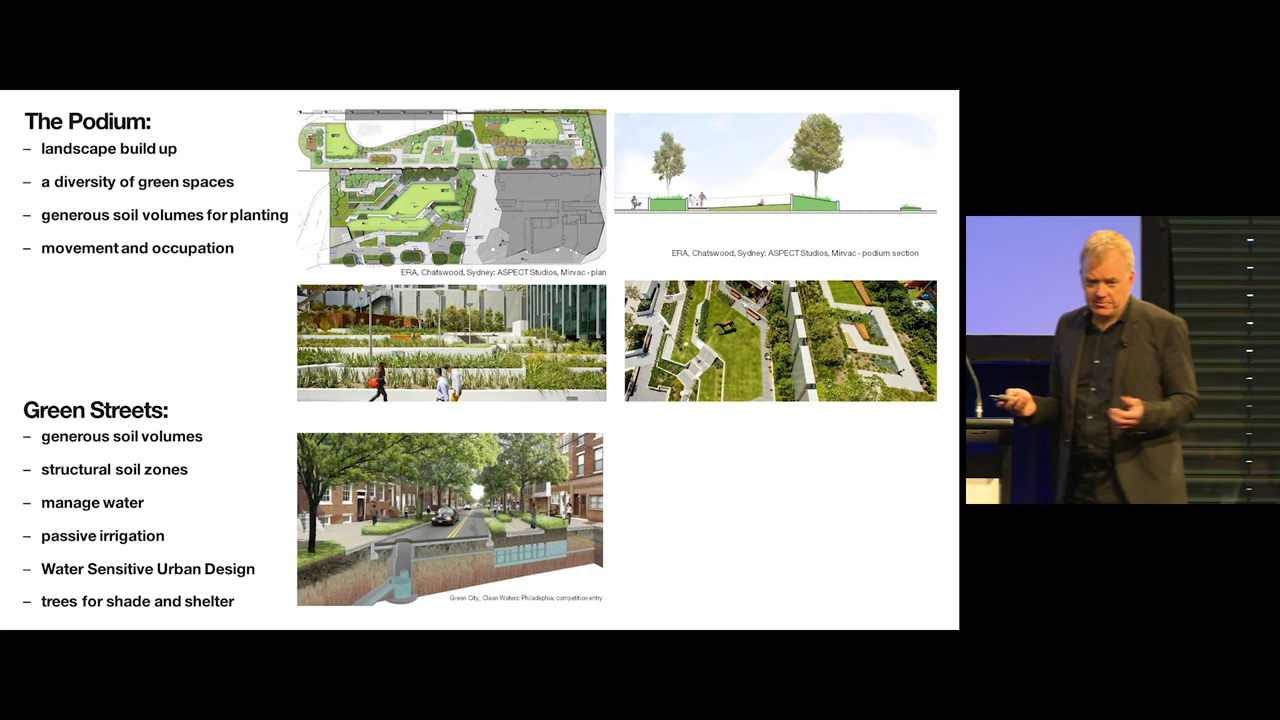 The Podium:
– landscape build up
– a diversity of green spaces
– generous soil volumes for planting
– movement and occupation
ERA, Chatswood, Sydney: ASPECT Studios, Mirvac - plan
ERA, Chatswood, Sydney: ASPECT Studios, Mirvac - podium section
Green Streets:
– generous soil volumes
– structural soil zones
– manage water
– passive irrigation
– Water Sensitive Urban Design
– trees for shade and shelter
Green City, Clean Waters: Philadephia, competition entry